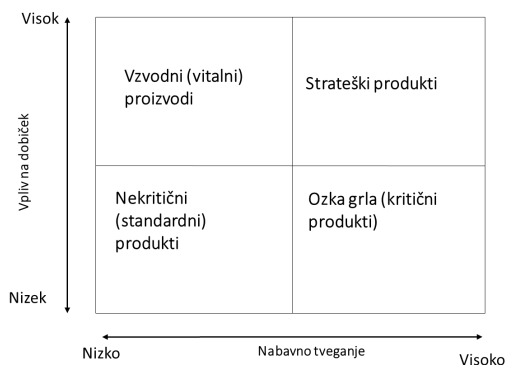 Visok
Vzvodni (vitalni)
proizvodi
Strateški produkti
Vpliv na dobiček
Nekritični
(standardni)
produkti
Ozka grla (kritični
produkti)
Nizek
Nizko
Nabavno tveganje
Visoko